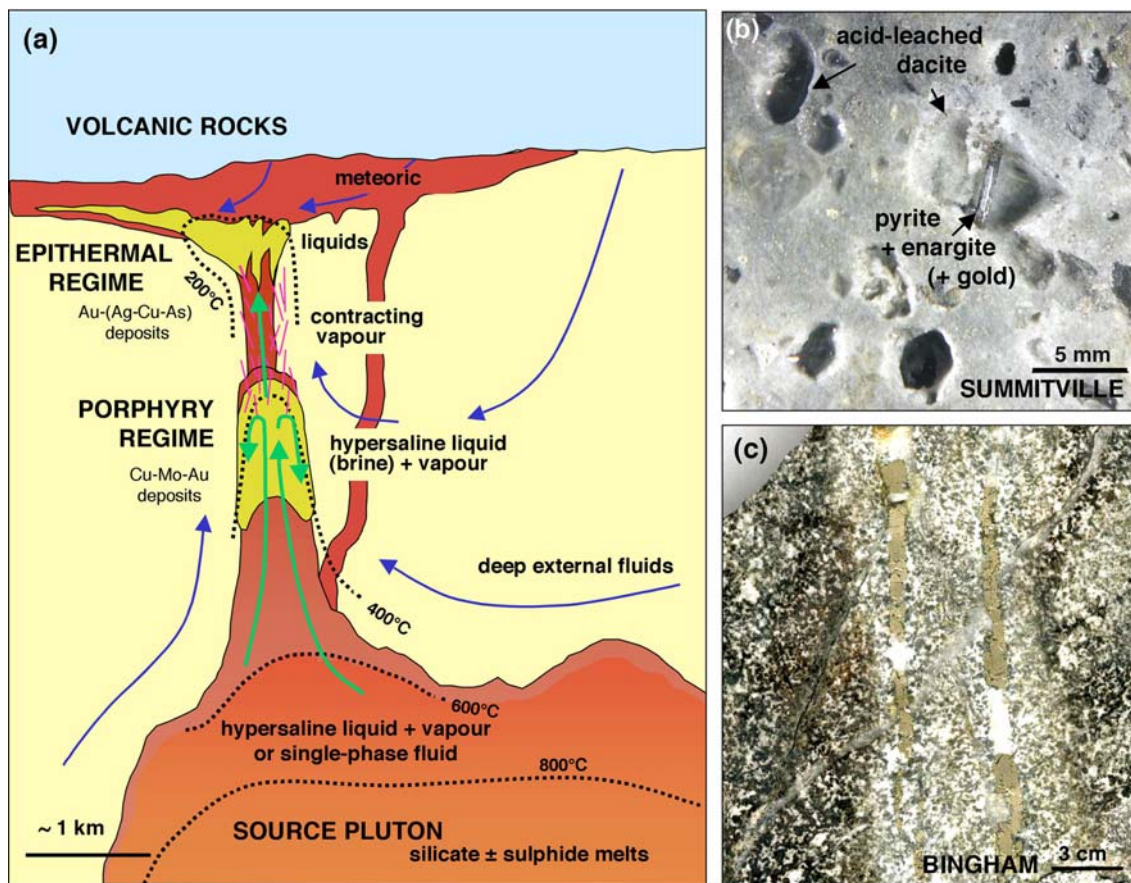 (a)
VOLCANIC ROCKS
meteoric
liquids
EPITHERMAL
REGIME
200°C
Au-(Ag-Cu-As)
deposits
contracting
vapour
PORPHYRY
REGIME
hypersaline liquid
(brine) + vapour
Cu-Mo-Au
deposits
deep external fluids
400°C
600°C
hypersaline liquid + vapour
or single-phase fluid
800°C
~ 1 km
SOURCE PLUTON
silicate ± sulphide melts
(b)
acid-leached
dacite
pyrite
+ enargite
(+ gold)
5 mm
SUMMITVILLE
(c)
BINGHAM
3 cm